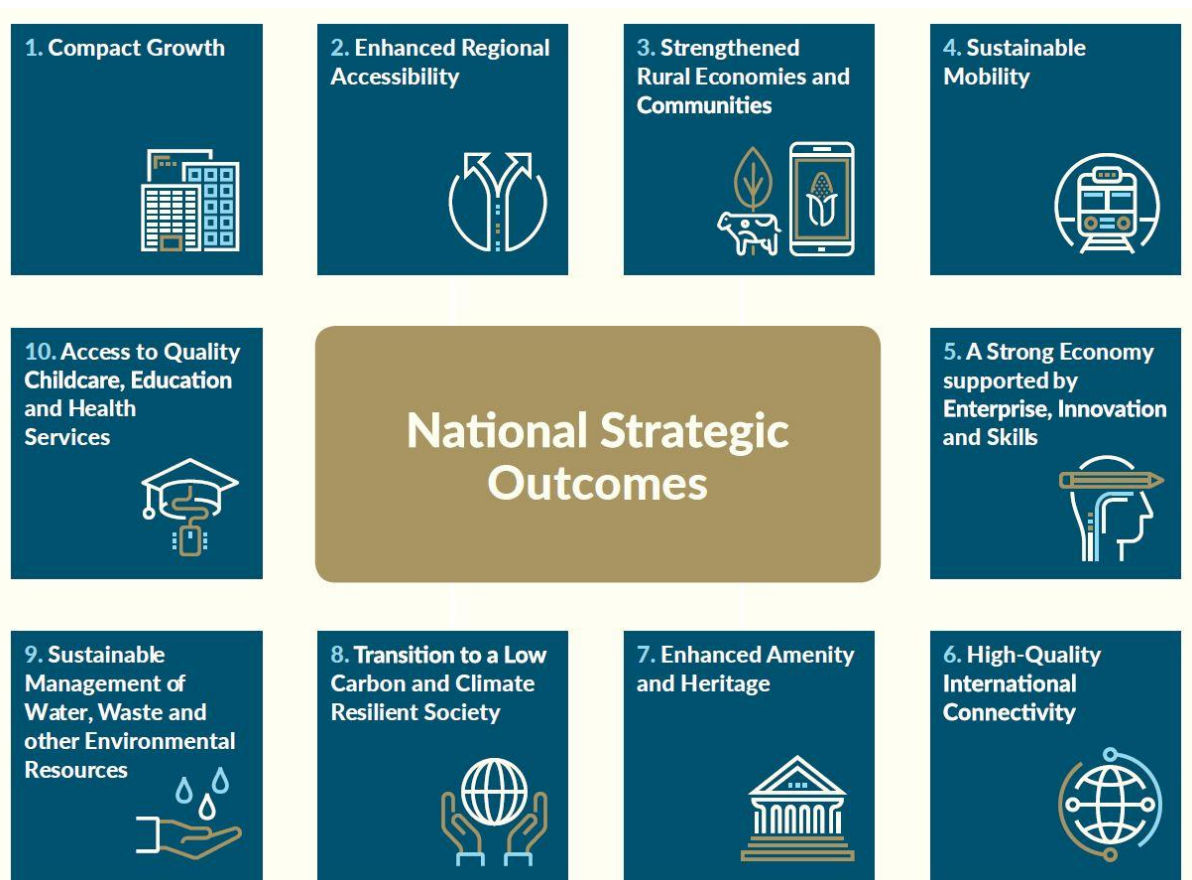 1. Compact Growth
2. Enhanced Regional
Accessibility
3. Strengthened
Rural Economies and
Communities
4. Sustainable
Mobility
10. Access to Quality
Childcare, Education
and Health
Services
National Strategic
Outcomes
5. A Strong Economy
supported by
Enterprise, Innovation
and Skills
9. Sustainable
Management of
Water, Waste and
other Environmental
Resources
8. Transition to a Low
Carbon and Climate
Resilient Society
7. Enhanced Amenity
and Heritage
6. High-Quality
International
Connectivity